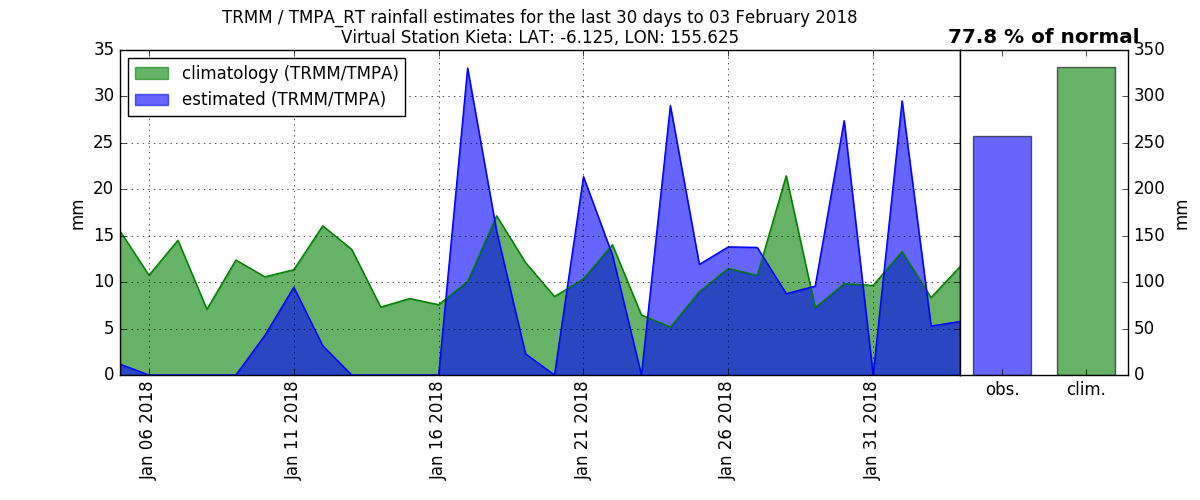 TRMM / TMPA_RT rainfall estimates for the last 30 days to 03 February 2018
Virtual Station Kieta: LAT: -6.125, LON: 155.625
77.8 % of normal
climatology (TRMM/TMPA)
estimated (TRMM/TMPA)
35
30
25
20
15
10
5
0
mm
Jan 06 2018
Jan 11 2018
Jan 16 2018
Jan 21 2018
Jan 26 2018
Jan 31 2018
350
300
250
200
150
100
50
0
mm
obs.
clim.